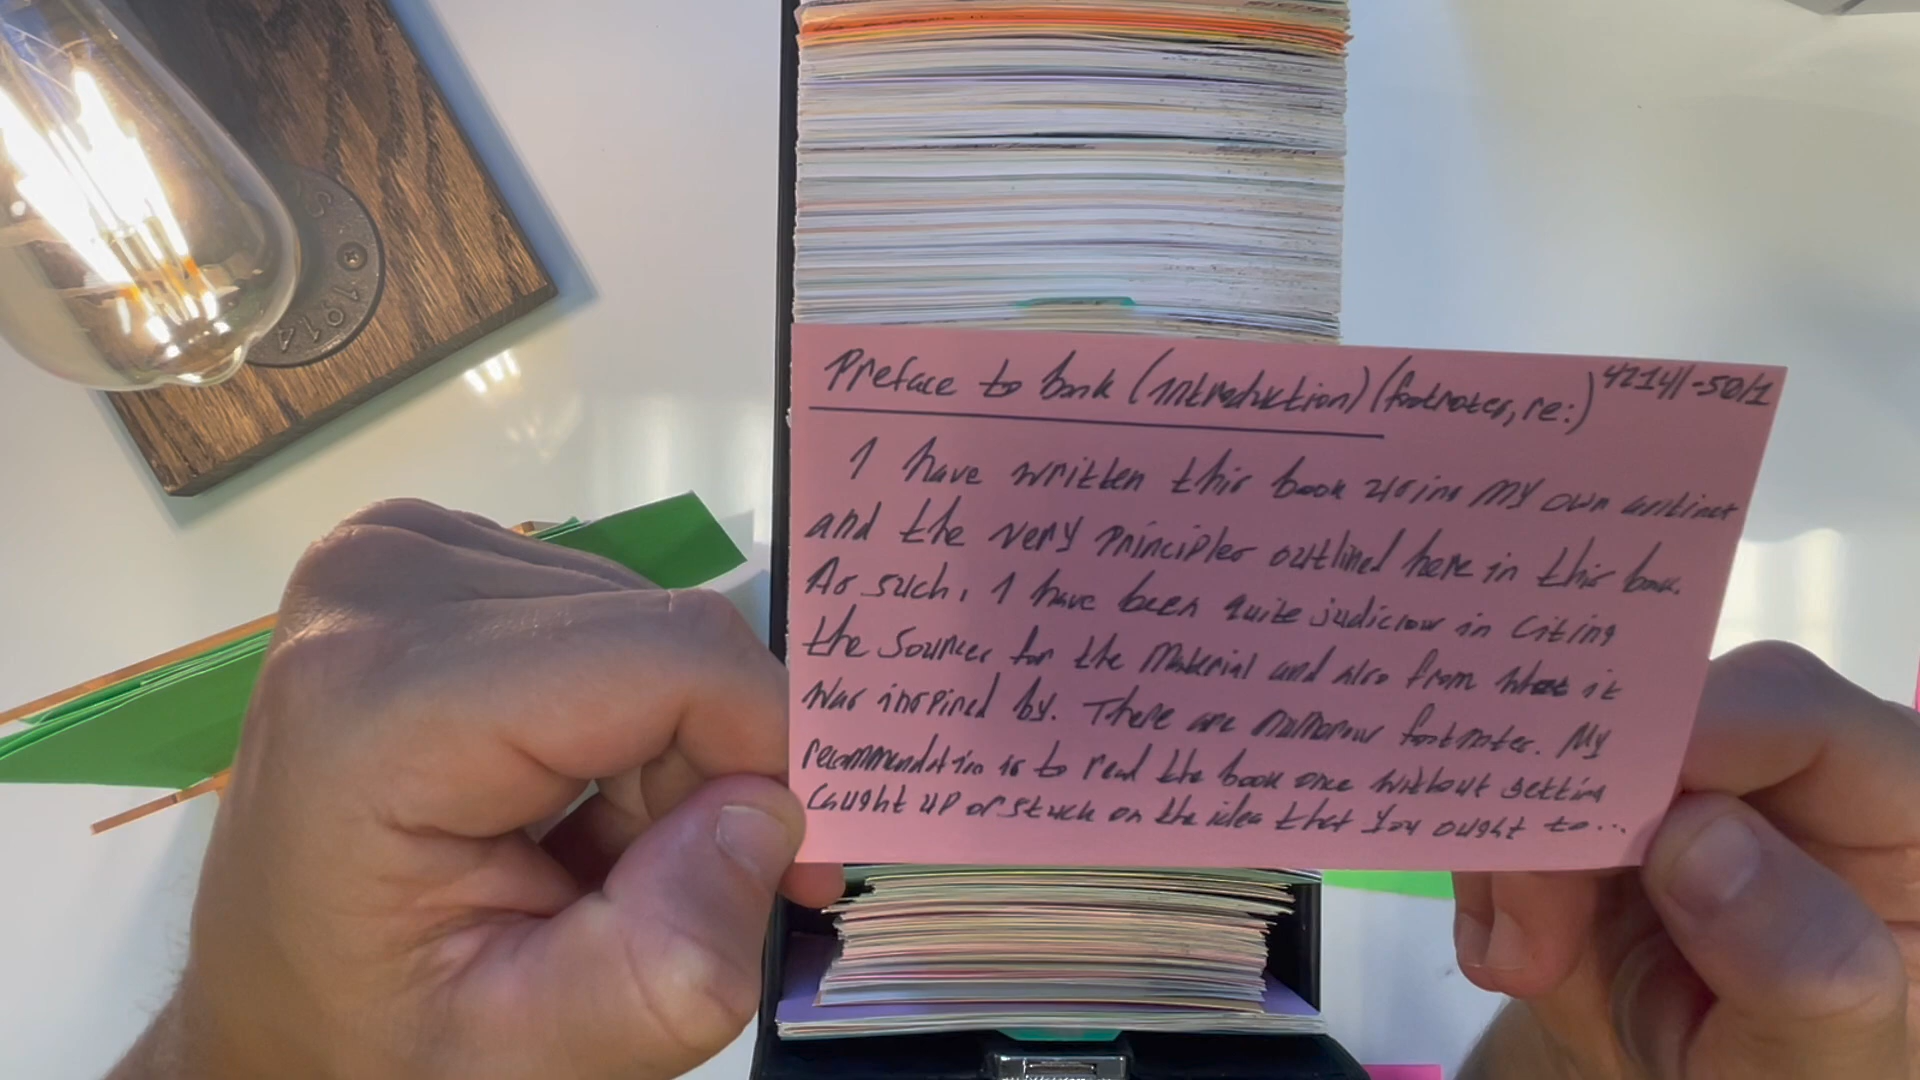 Preface to book (introduction) (footnotes, re:) 4214/-50/1
I have written this book using my own antinet
and the very principles outlined here in this book.
As such, I have been quite judiciow in citing
the sources for the material and also from what it
was inspired by. There are numerow footnotes. My
recommendation is to read the book once without getting
caught up or stuck on the idea that you ought to...
1914